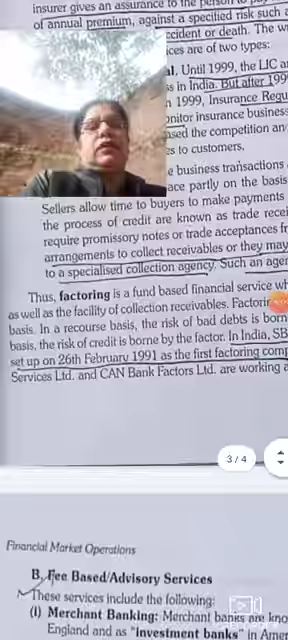 insurer gives an assurance to the person to pay
of annual premium, against a specified risk such a
ccident or death. The w
ices are of two types:
al. Until 1999, the LIC a
ss in India. But after 199
n 1999, Insurance Regu
onitor insurance business
ased the competition an
es to customers.
e business transactions
ace partly on the basis
Sellers allow time to buyers to make payments
the process of credit are known as trade recei
require promissory notes or trade acceptances fr
arrangements to collect receivables or they may
to a specialised collection agency. Such an agen
Thus, factoring is a fund based financial service wh
as well as the facility of collection receivables. Factorin
basis. In a recourse basis, the risk of bad debts is born
basis, the risk of credit is borne by the factor. In India, SB
set up on 26th February 1991 as the first factoring comp
Services Ltd. and CAN Bank Factors Ltd. are working a
3 / 4
Financial Market Operations
B. Fee Based/Advisory Services
These services include the following:
(i) Merchant Banking: Merchant banks are kno
England and as "Investment banks" in Amer